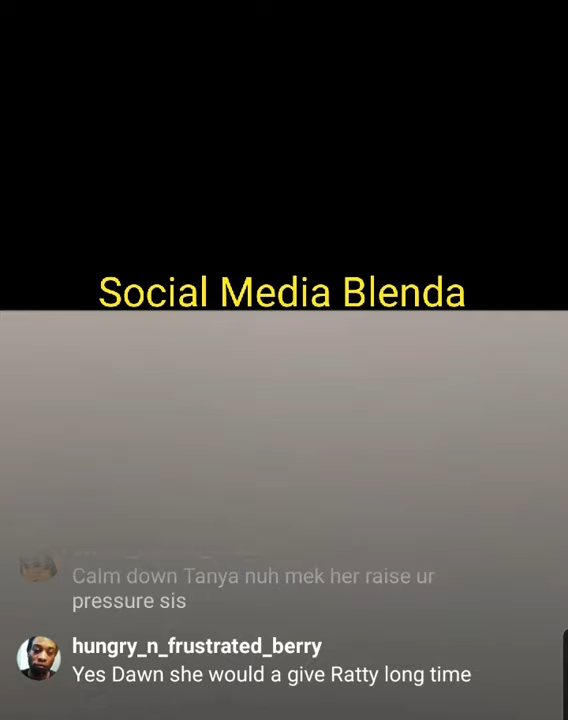 Social Media Blenda
Calm down Tanya nuh mek her raise ur
pressure sis
hungry_n_frustrated_berry
Yes Dawn she would a give Ratty long time